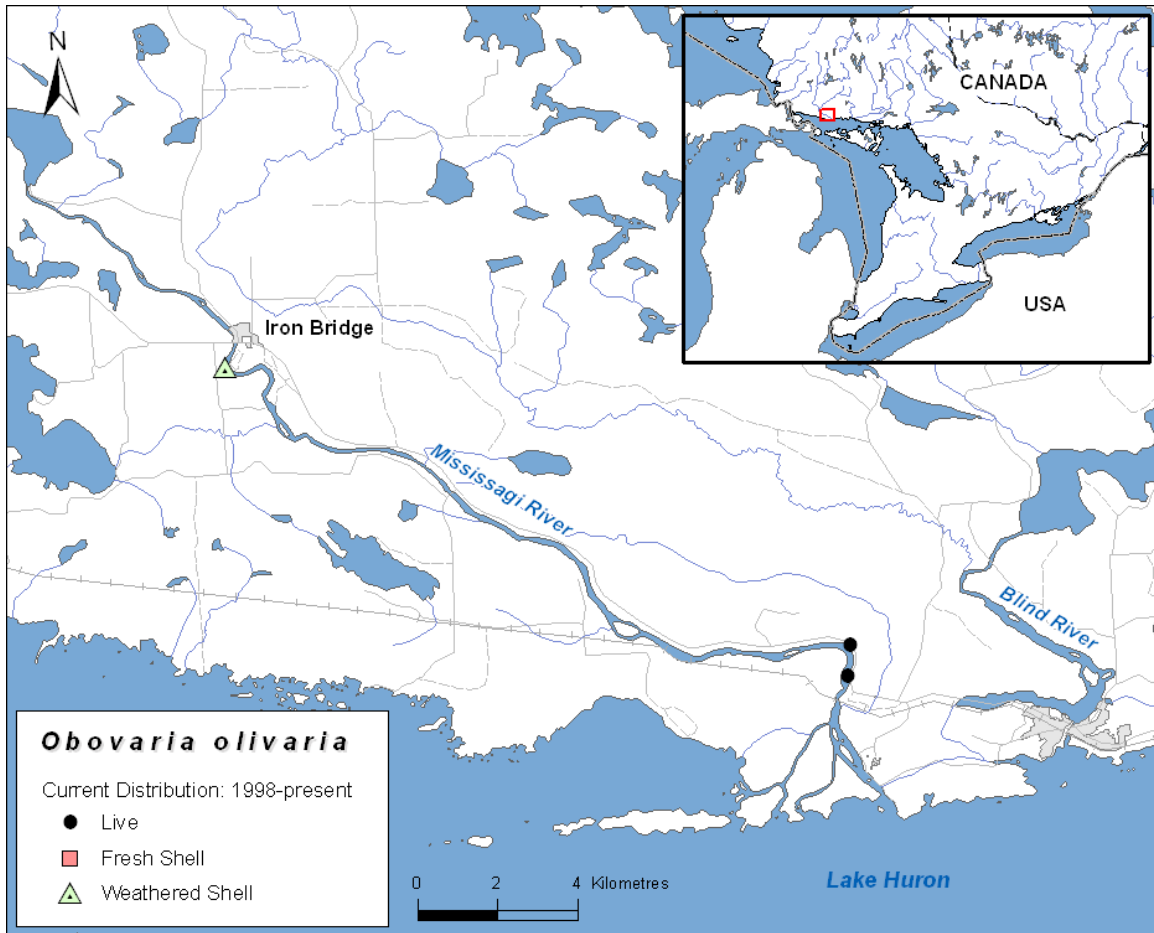 N
CANADA
USA
Iron Bridge
Mississagi River
Blind River
Obovaria olivaria
Current Distribution: 1998-present
Live
Fresh Shell
Weathered Shell
0 2 4 Kilometres
Lake Huron